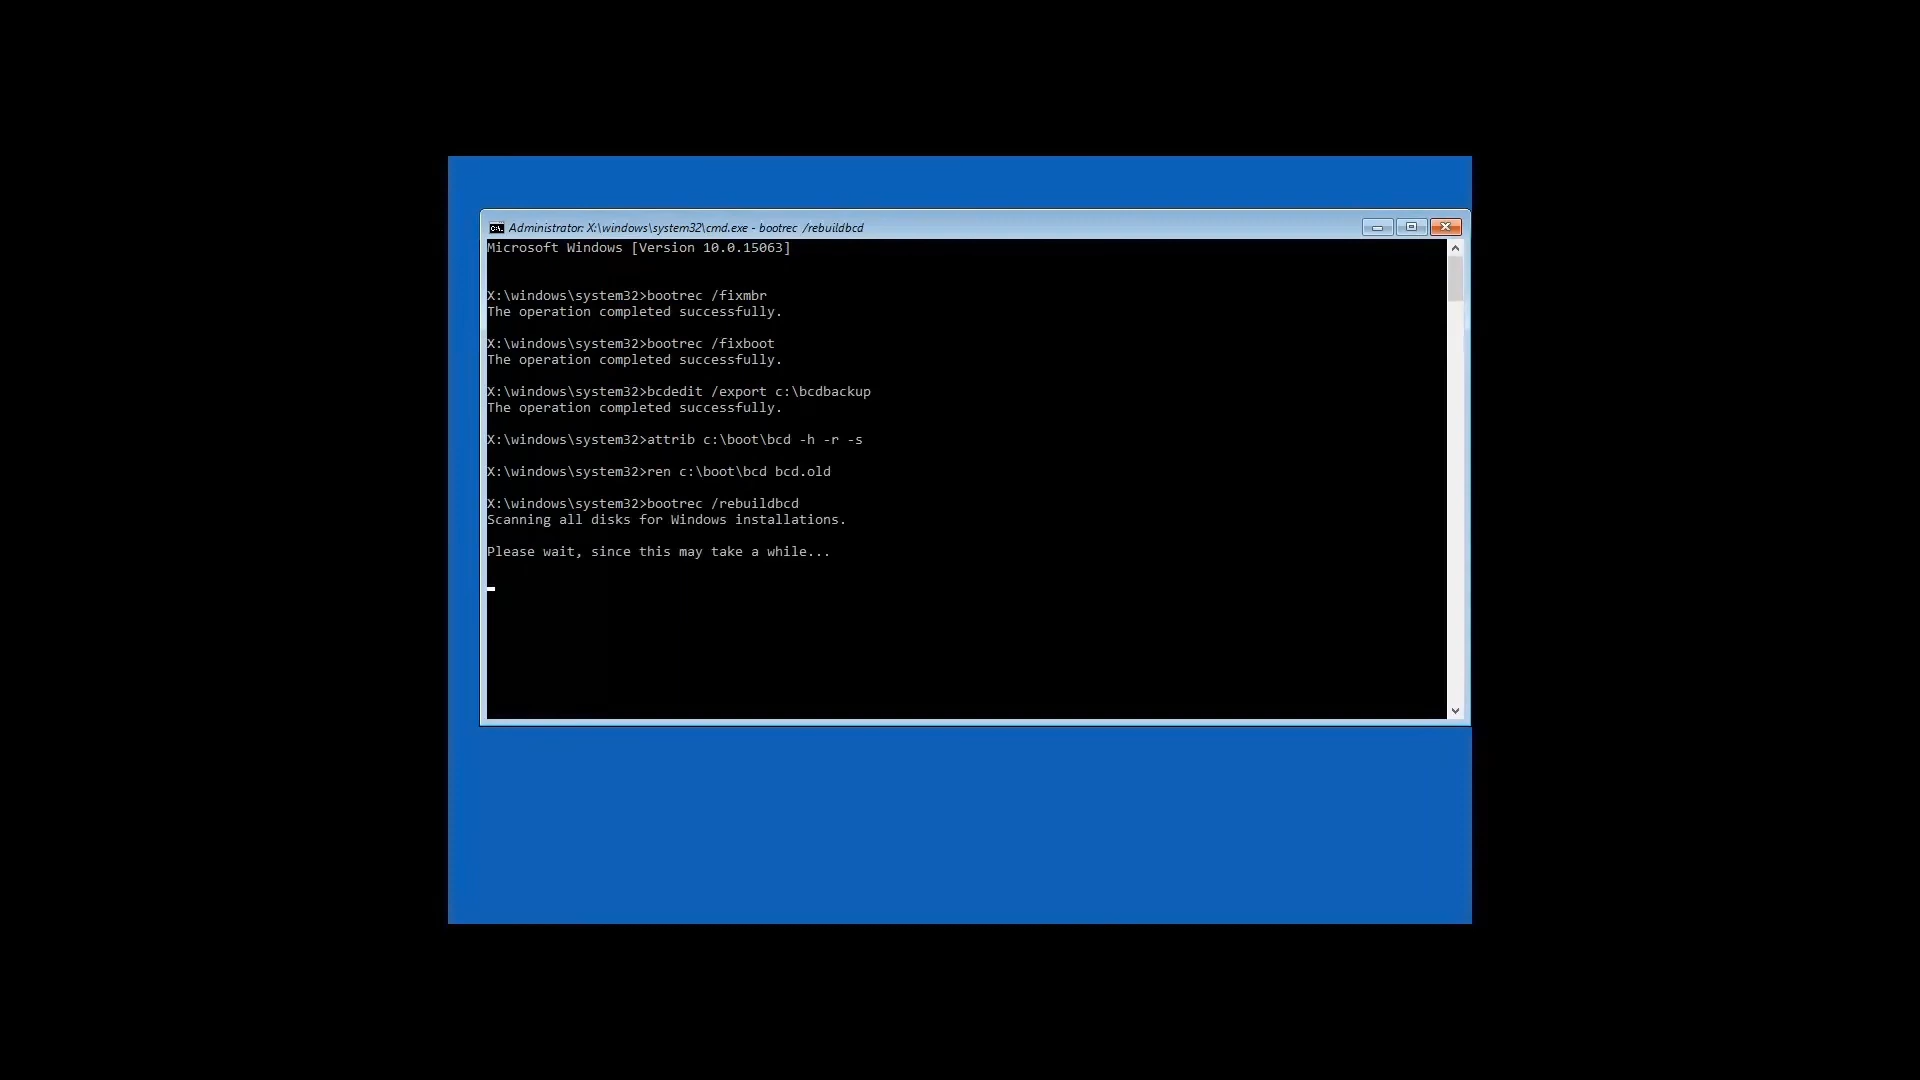 Administrator: X:\windows\system32\cmd.exe - bootrec /rebuildbcd
Microsoft Windows [Version 10.0.15063]
X:\windows\system32>bootrec /fixmbr
The operation completed successfully.
X:\windows\system32>bootrec /fixboot
The operation completed successfully.
X:\windows\system32>bcdedit /export c:\bcdbackup
The operation completed successfully.
X:\windows\system32>attrib c:\boot\bcd -h -r -s
X:\windows\system32>ren c:\boot\bcd bcd.old
X:\windows\system32>bootrec /rebuildbcd
Scanning all disks for Windows installations.
Please wait, since this may take a while...